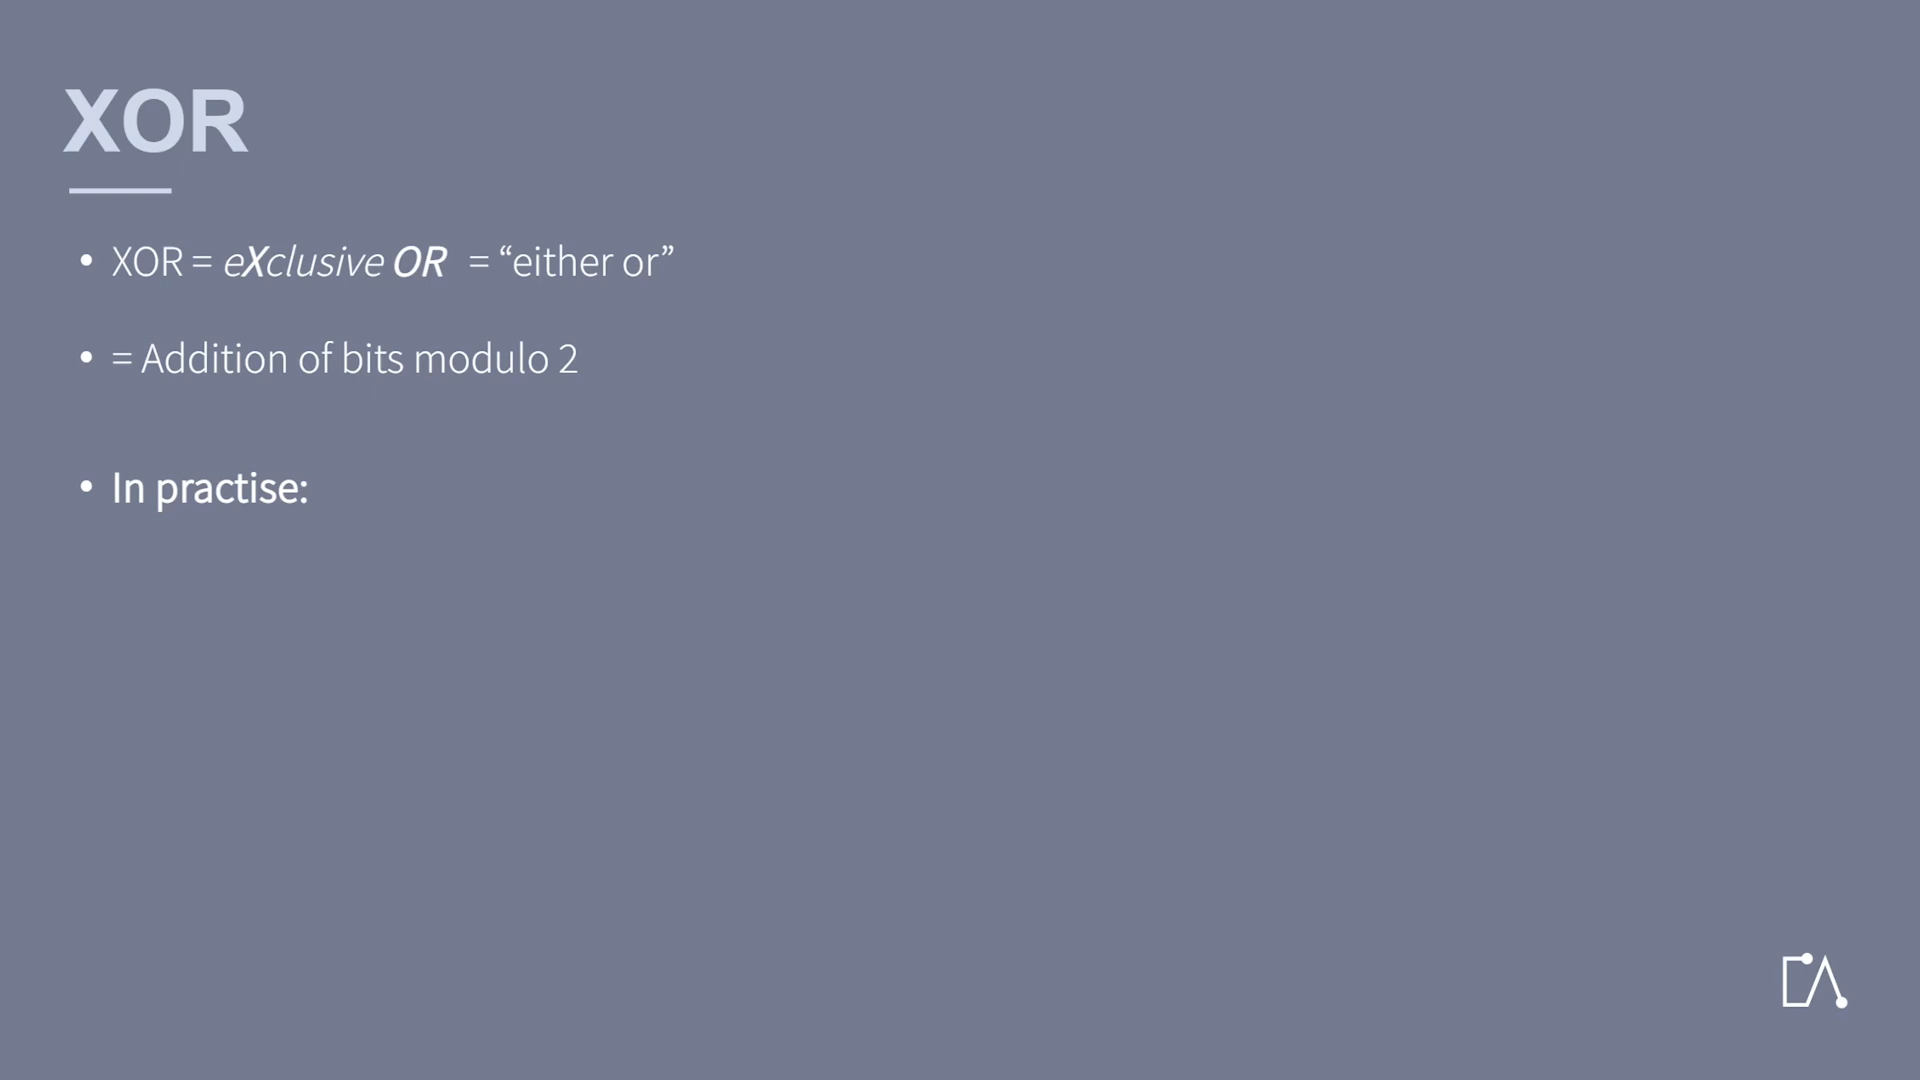 XOR
• XOR = eXclusive OR = “either or”
• = Addition of bits modulo 2
• In practise: